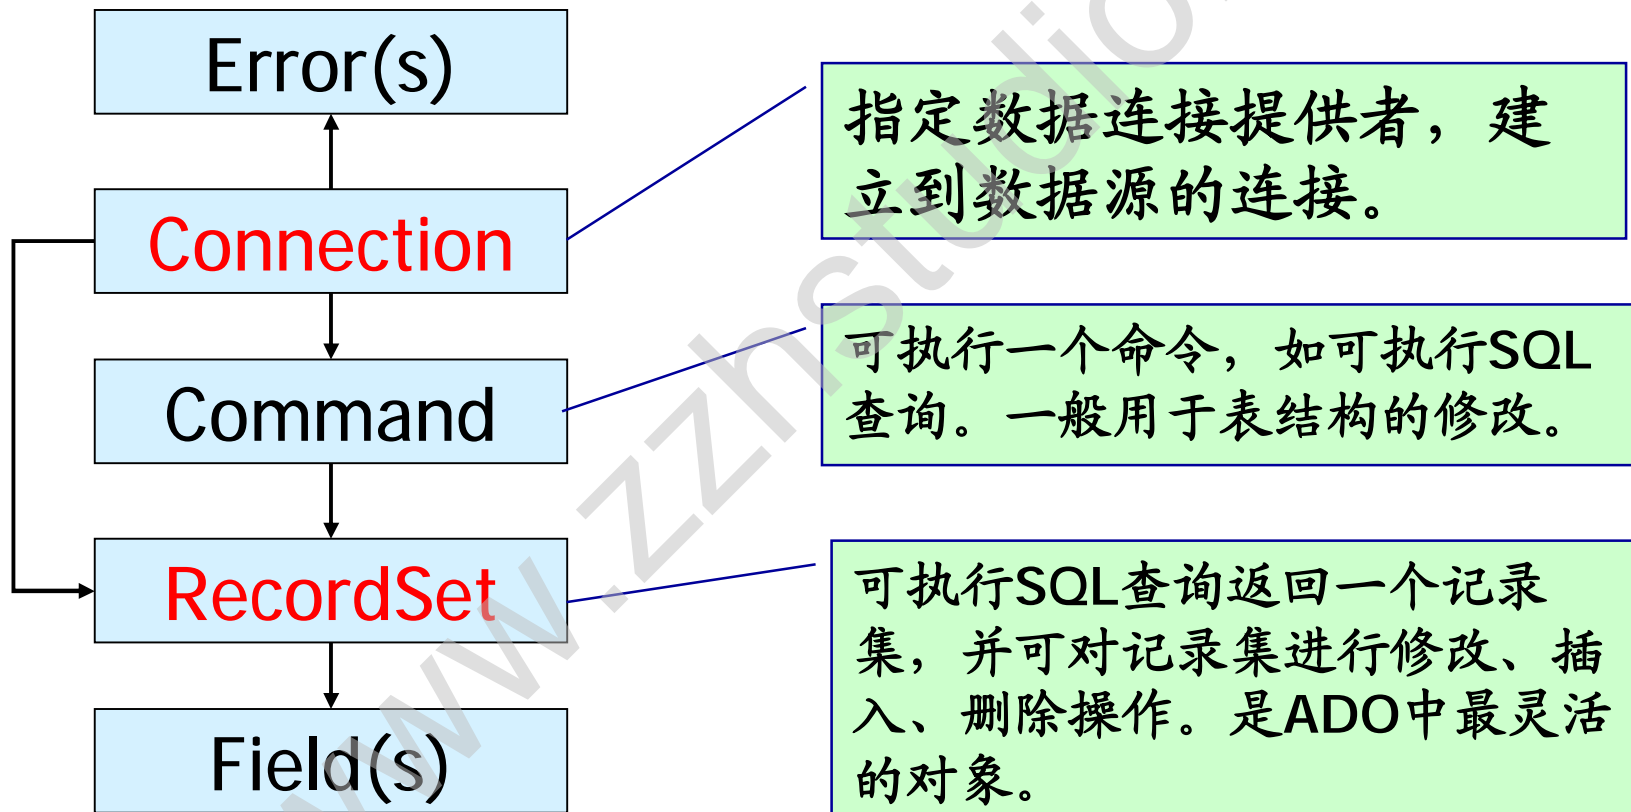 Error(s)
Connection
Command
RecordSet
Field(s)
指定数据连接提供者，建
立到数据源的连接。
可执行一个命令，如可执行SQL
查询。一般用于表结构的修改。
可执行SQL查询返回一个记录
集，并可对记录集进行修改、插
入、删除操作。是ADO中最灵活
的对象。
www.zzhstudio.